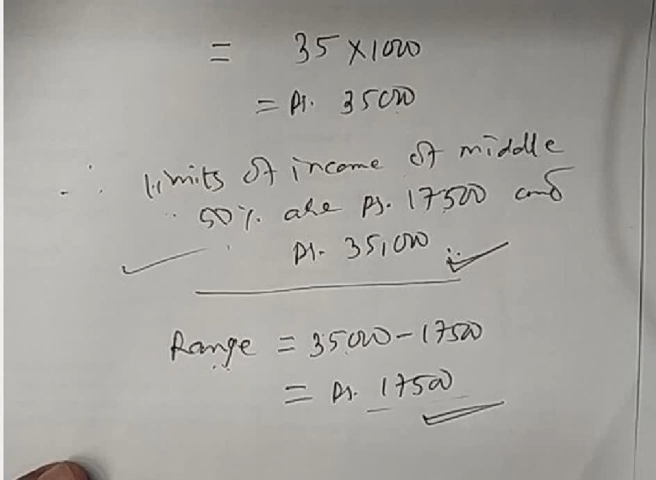 = 35 × 1000
= Rs. 35000
∴ limits of income of middle
50% are Rs. 17500 and
Rs. 35,000.
Range = 35000 - 17500
= Rs. 17500